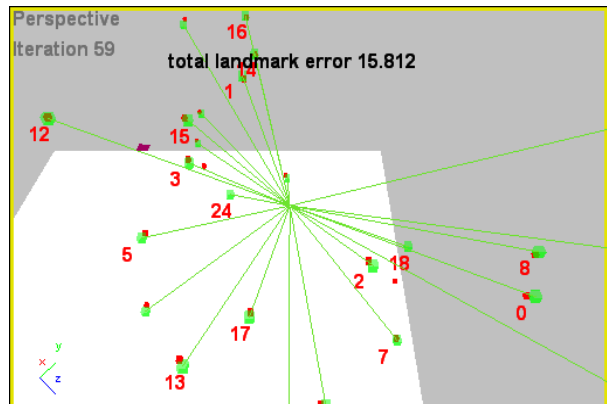 Perspective
16
Iteration 59
total landmark error 15.812
14
1
12
15
3
24
5
18
2
8
0
17
7
13
x
y
z